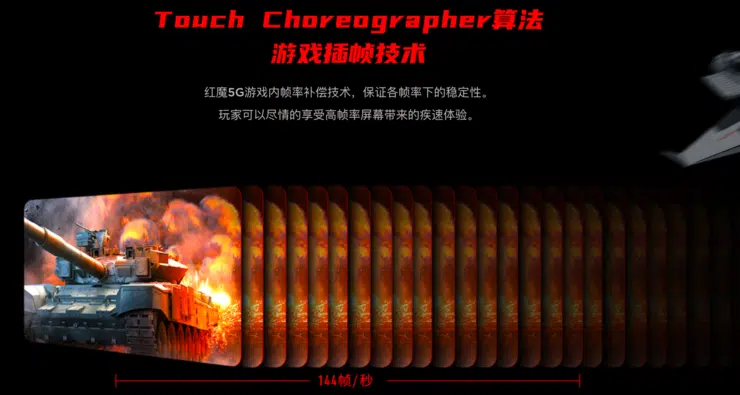 Touch Choreographer算法
游戏插帧技术
红魔5G游戏内帧率补偿技术，保证各帧率下的稳定性。
玩家可以尽情的享受高帧率屏幕带来的疾速体验。
144帧/秒